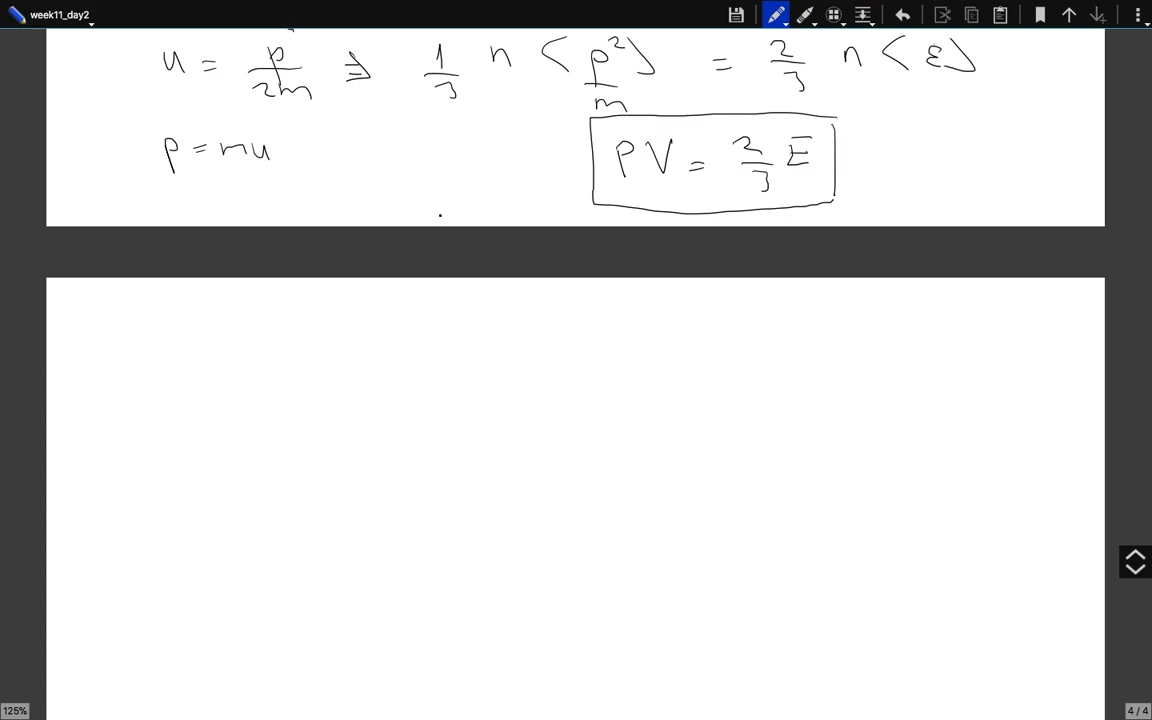 week11_day2
u = p/2m ⇒ 1/3 n ⟨p²/m⟩ = 2/3 n ⟨ε⟩
p = mu
PV = 2/3 E
125%
4 / 4